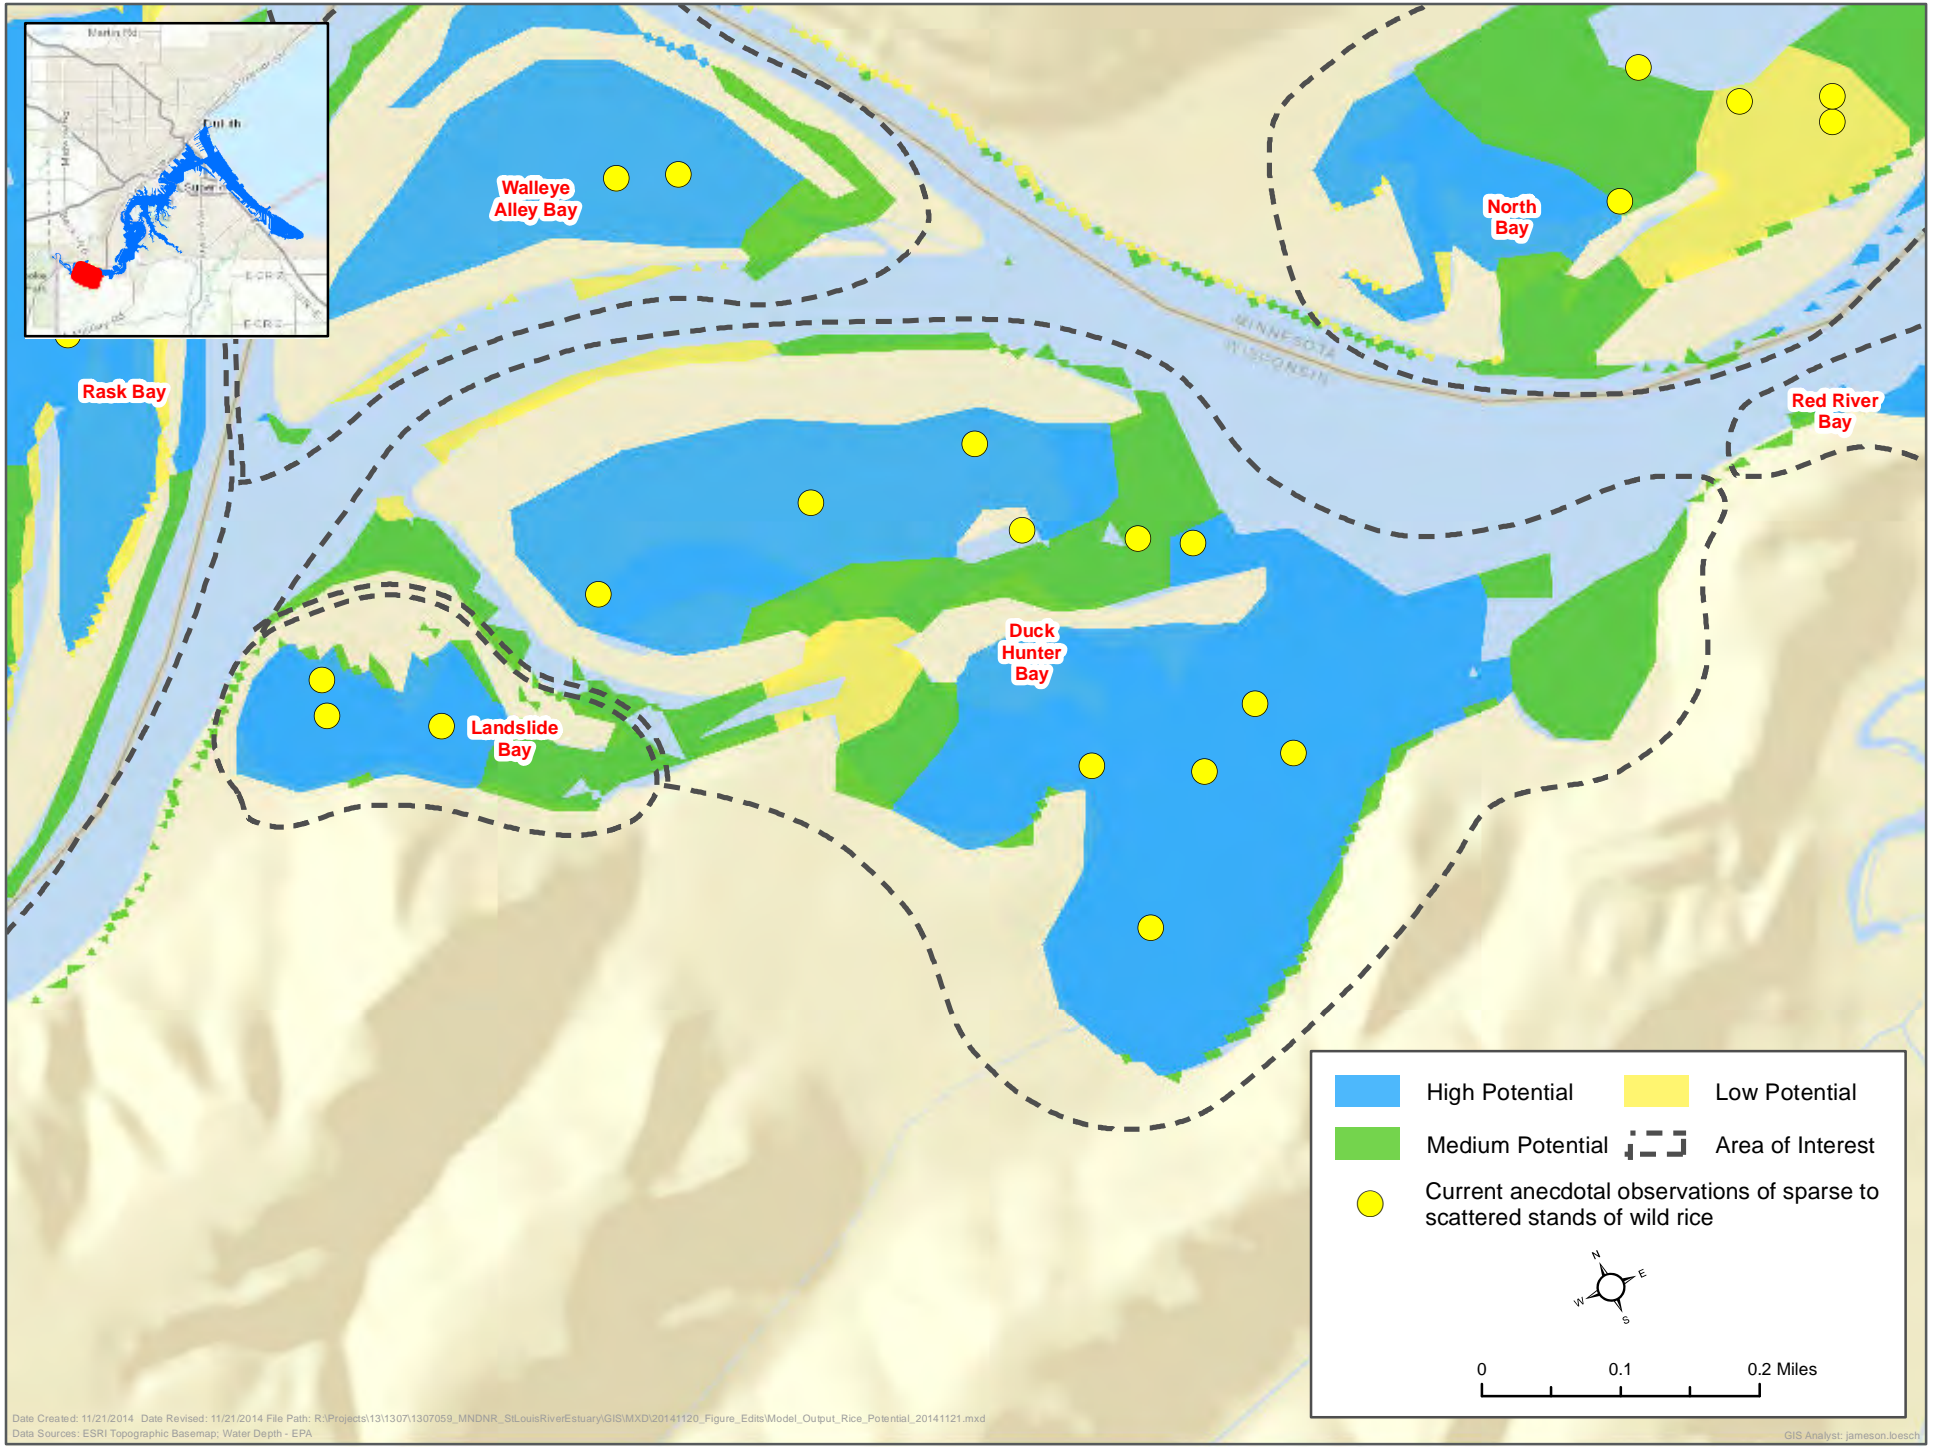 Martin Rd
Duluth
Superior
Walleye
Alley Bay
North
Bay
MINNESOTA
WISCONSIN
Rask Bay
Red River
Bay
Duck
Hunter
Bay
Landslide
Bay
High Potential
Low Potential
Medium Potential
Area of Interest
Current anecdotal observations of sparse to
scattered stands of wild rice
N
E
W
S
0 0.1 0.2 Miles
Date Created: 11/21/2014 Date Revised: 11/21/2014 File Path: R:\Projects\13\1307\1307059_MNDNR_StLouisRiverEstuary\GIS\MXD\20141120_Figure_Edits\Model_Output_Rice_Potential_20141121.mxd
Data Sources: ESRI Topographic Basemap; Water Depth - EPA
GIS Analyst: jameson.loesch